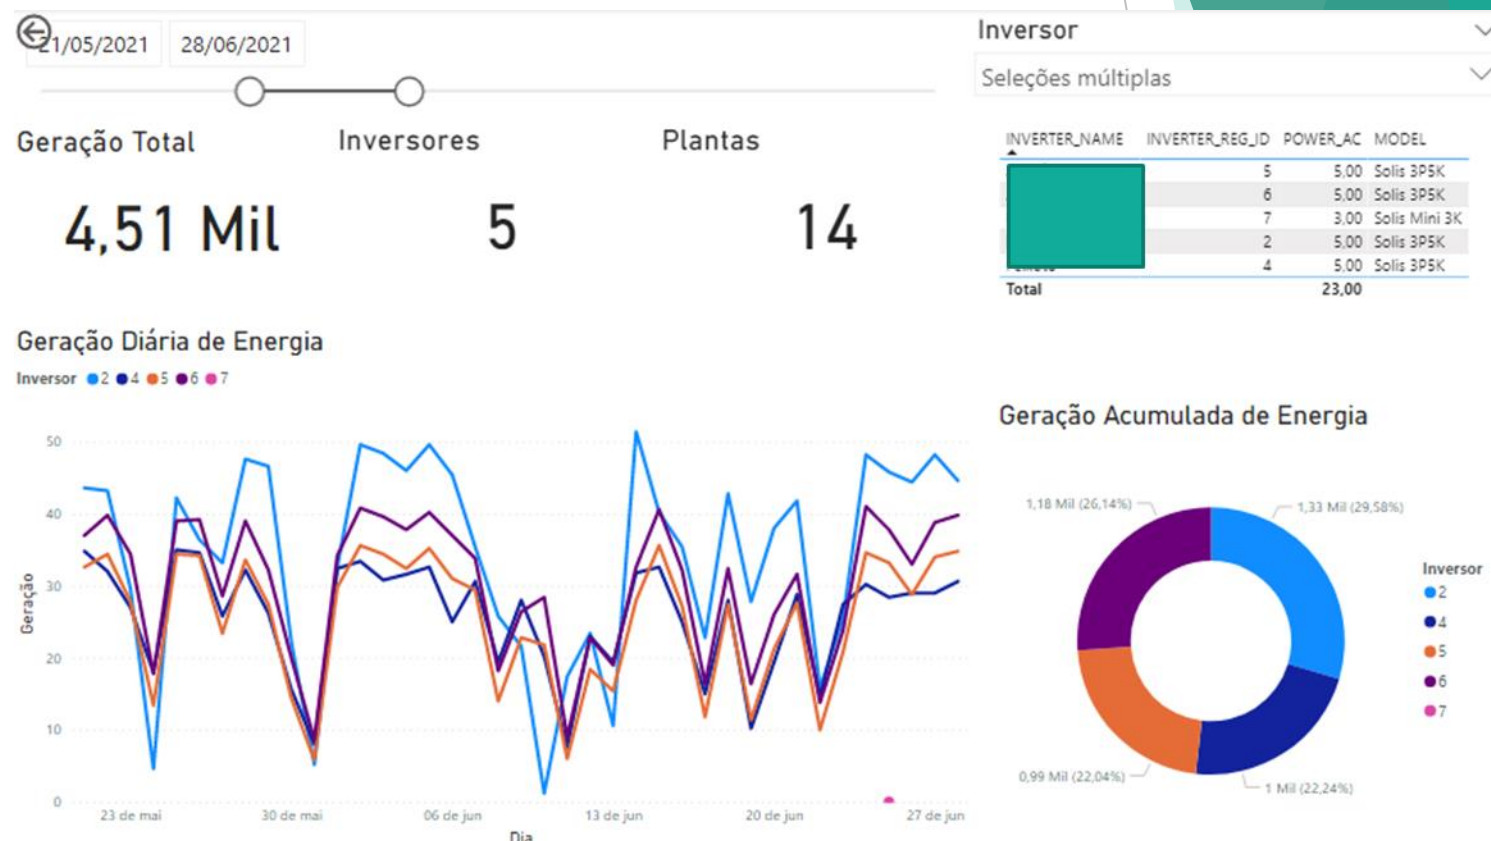 21/05/2021 28/06/2021
Inversor
Seleções múltiplas
Geração Total Inversores Plantas
4,51 Mil 5 14
INVERTER_NAME INVERTER_REG_ID POWER_AC MODEL
5 5,00 Solis 3P5K
6 5,00 Solis 3P5K
7 3,00 Solis Mini 3K
2 5,00 Solis 3P5K
4 5,00 Solis 3P5K
Total 23,00
Geração Diária de Energia
Inversor 2 4 5 6 7
Geração
50
40
30
20
10
0
23 de mai 30 de mai 06 de jun 13 de jun 20 de jun 27 de jun
Dia
Geração Acumulada de Energia
1,18 Mil (26,14%) 1,33 Mil (29,58%)
0,99 Mil (22,04%) 1 Mil (22,24%)
Inversor
2
4
5
6
7